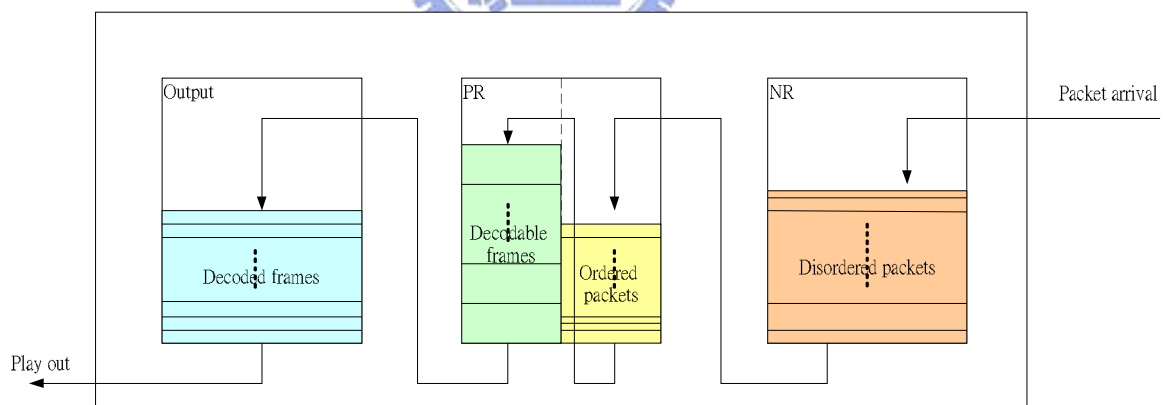 Output
PR
NR
Packet arrival
Decoded frames
Decodable
frames
Ordered
packets
Disordered packets
Play out